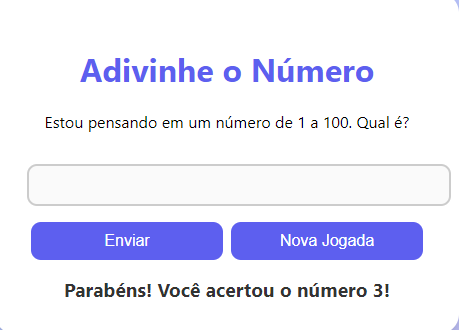 Adivinhe o Número
Estou pensando em um número de 1 a 100. Qual é?
Enviar
Nova Jogada
Parabéns! Você acertou o número 3!